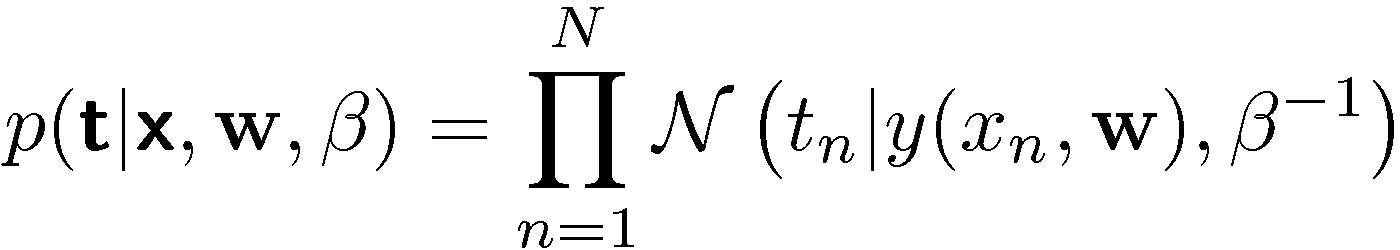 p(𝘁|𝘅, 𝐰, β) = ∏_{n=1}^{N} 𝒩 (t_n|y(x_n, 𝐰), β^{−1})